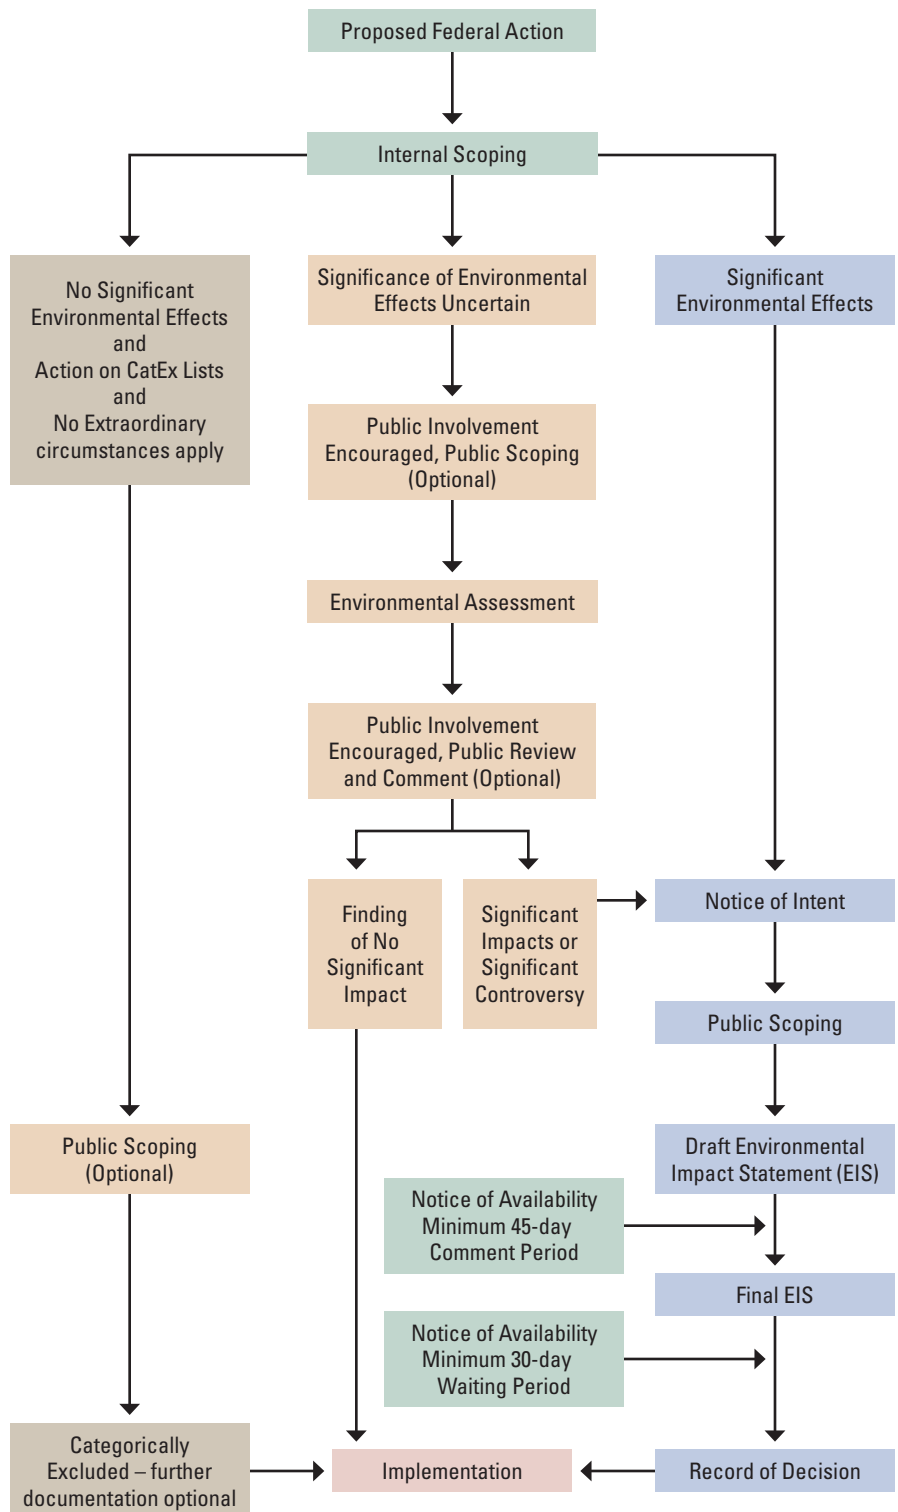 Proposed Federal Action
Internal Scoping
No Significant
Environmental Effects
and
Action on CatEx Lists
and
No Extraordinary
circumstances apply
Significance of Environmental
Effects Uncertain
Significant
Environmental Effects
Public Involvement
Encouraged, Public Scoping
(Optional)
Environmental Assessment
Public Involvement
Encouraged, Public Review
and Comment (Optional)
Finding
of No
Significant
Impact
Significant
Impacts or
Significant
Controversy
Notice of Intent
Public Scoping
Public Scoping
(Optional)
Draft Environmental
Impact Statement (EIS)
Notice of Availability
Minimum 45-day
Comment Period
Final EIS
Notice of Availability
Minimum 30-day
Waiting Period
Categorically
Excluded – further
documentation optional
Implementation
Record of Decision